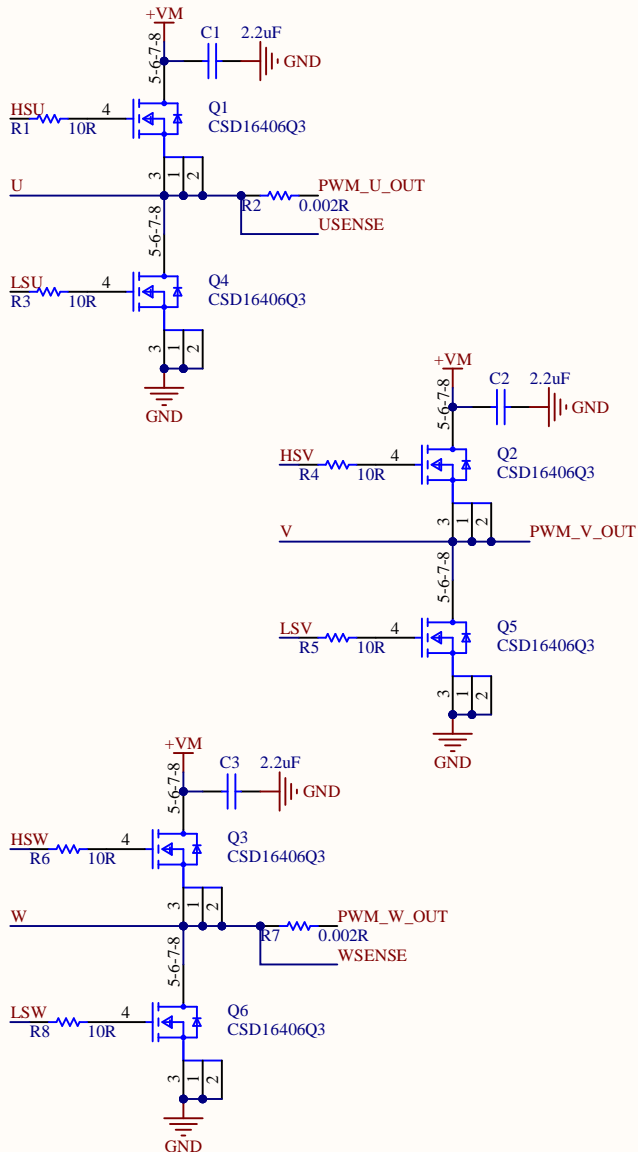 +VM
C1 2.2uF
GND
5-6-7-8
HSU 4 Q1
R1 10R CSD16406Q3
3 1 2
U PWM_U_OUT
R2 0.002R
5-6-7-8 USENSE
LSU 4 Q4
R3 10R CSD16406Q3
3 1 2
GND
+VM
C2 2.2uF
GND
5-6-7-8
HSV 4 Q2
R4 10R CSD16406Q3
3 1 2
V PWM_V_OUT
5-6-7-8
LSV 4 Q5
R5 10R CSD16406Q3
3 1 2
GND
+VM
C3 2.2uF
GND
5-6-7-8
HSW 4 Q3
R6 10R CSD16406Q3
3 1 2
W PWM_W_OUT
R7 0.002R
5-6-7-8 WSENSE
LSW 4 Q6
R8 10R CSD16406Q3
3 1 2
GND